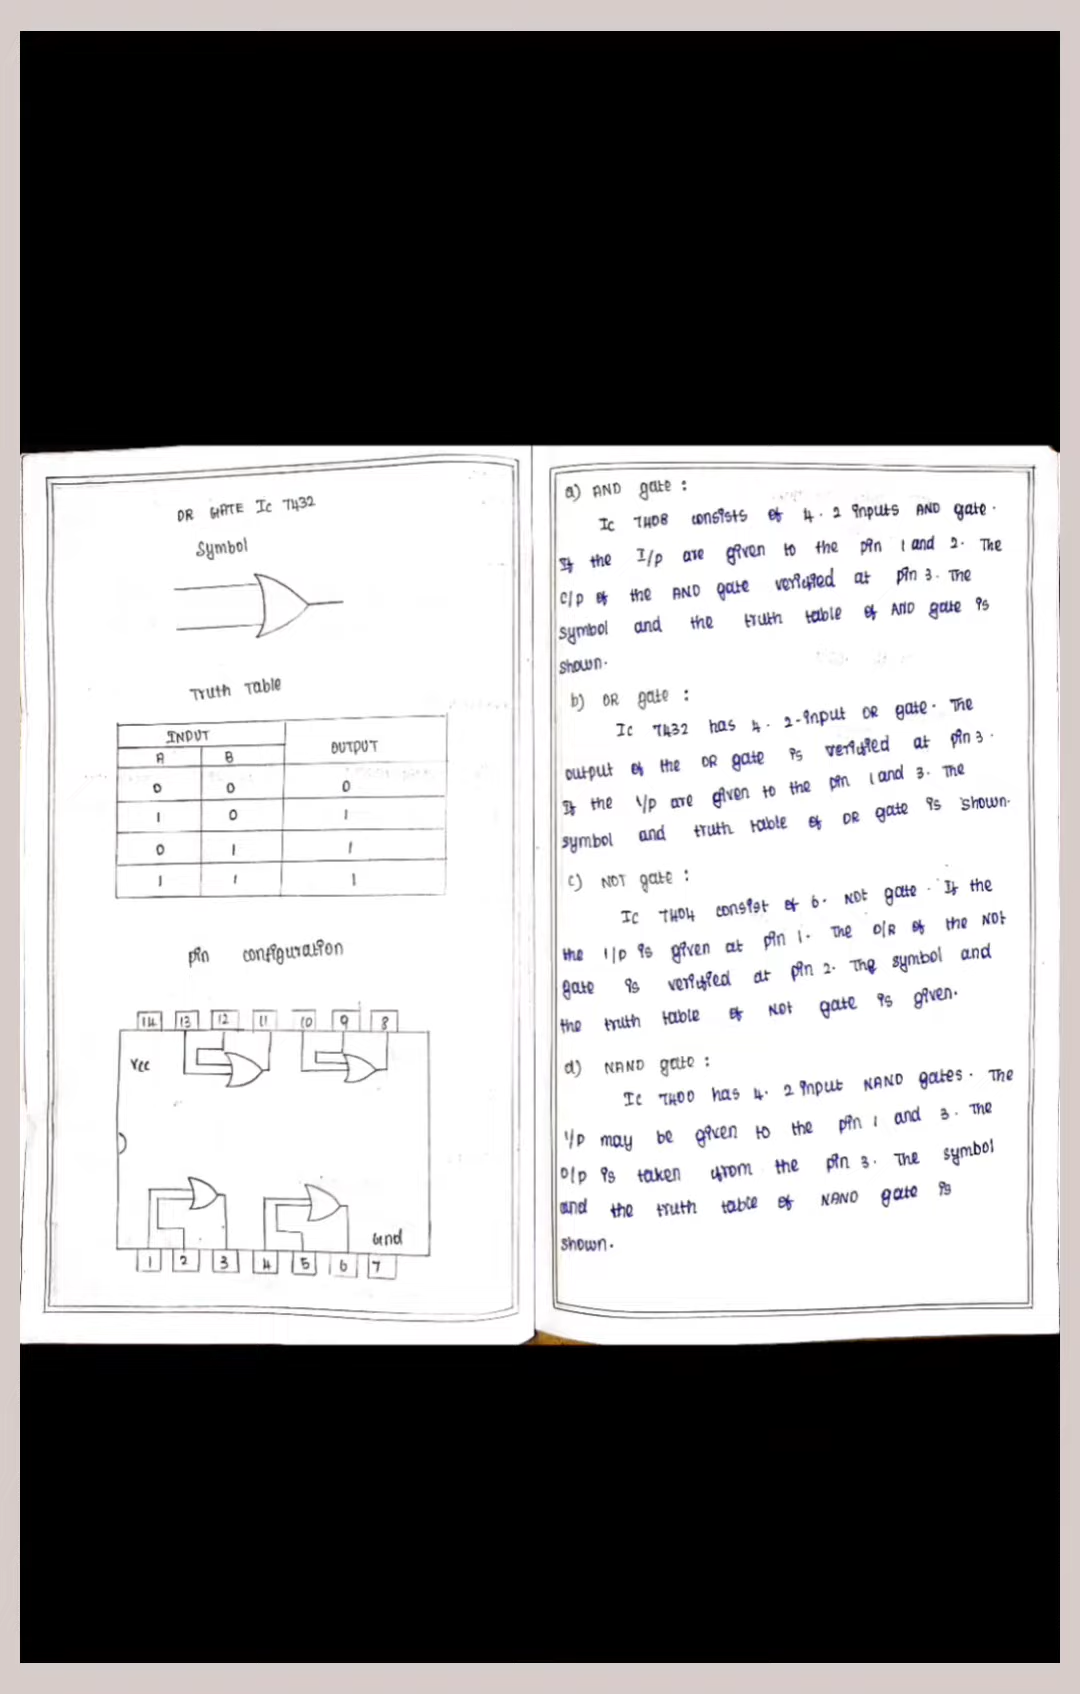 OR GATE Ic 7432
Symbol
Truth Table
INPUT OUTPUT
A B
0 0 0
1 0 1
0 1 1
1 1 1
pin configuration
14 13 12 11 10 9 8
Vcc
Gnd
1 2 3 4 5 6 7
a) AND gate :
Ic 7408 consists of 4. 2 inputs AND gate.
If the I/p are given to the pin 1 and 2. The
o/p of the AND gate verified at pin 3. The
symbol and the truth table of AND gate is
shown.
b) OR gate :
Ic 7432 has 4. 2-input OR gate. The
output of the OR gate is verified at pin 3.
If the I/p are given to the pin 1 and 3. The
symbol and truth table of OR gate is shown.
c) NOT gate :
Ic 7404 consist of 6. Not gate. If the
the I/p is given at pin 1. The O/R of the NOT
gate is verified at pin 2. The symbol and
the truth table of Not gate is given.
d) NAND gate :
Ic 7400 has 4. 2 input NAND gates. The
I/p may be given to the pin 1 and 3. The
o/p is taken from the pin 3. The symbol
and the truth table of NAND gate is
shown.